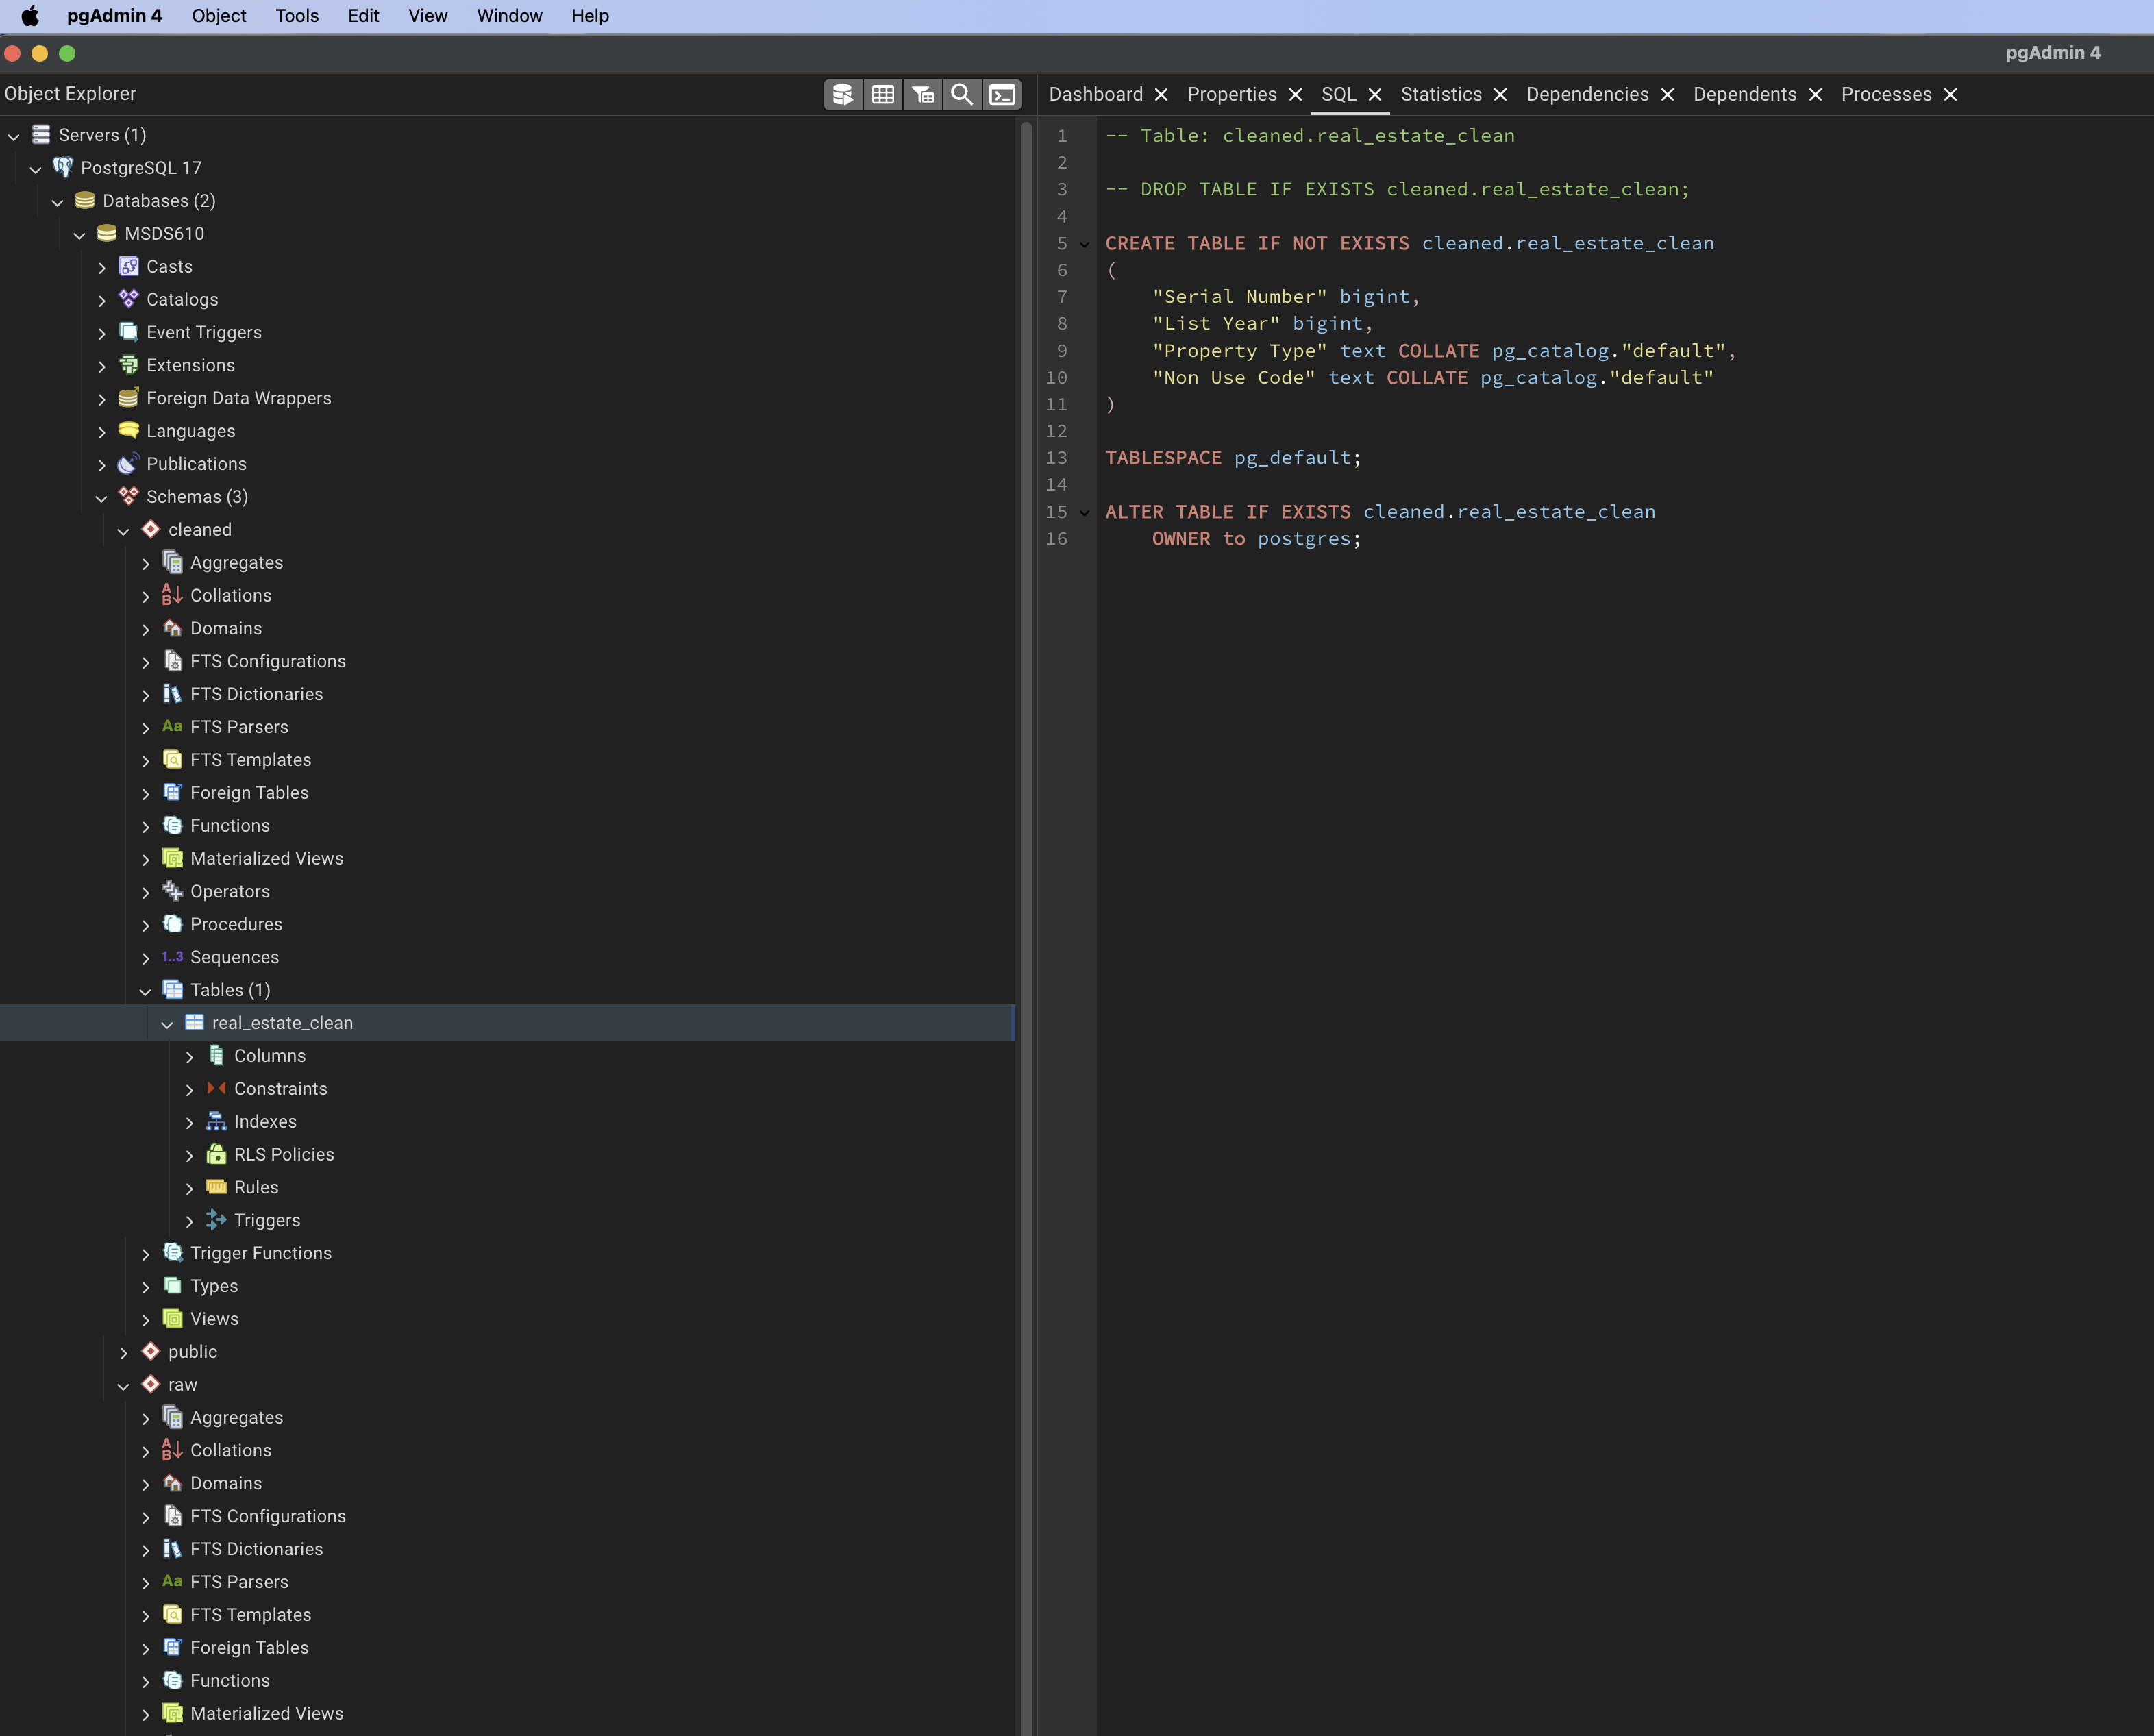 pgAdmin 4 Object Tools Edit View Window Help
pgAdmin 4
Object Explorer
Dashboard Properties SQL Statistics Dependencies Dependents Processes
Servers (1)
PostgreSQL 17
Databases (2)
MSDS610
Casts
Catalogs
Event Triggers
Extensions
Foreign Data Wrappers
Languages
Publications
Schemas (3)
cleaned
Aggregates
Collations
Domains
FTS Configurations
FTS Dictionaries
Aa FTS Parsers
FTS Templates
Foreign Tables
Functions
Materialized Views
Operators
Procedures
1..3 Sequences
Tables (1)
real_estate_clean
Columns
Constraints
Indexes
RLS Policies
Rules
Triggers
Trigger Functions
Types
Views
public
raw
Aggregates
Collations
Domains
FTS Configurations
FTS Dictionaries
Aa FTS Parsers
FTS Templates
Foreign Tables
Functions
Materialized Views
1 -- Table: cleaned.real_estate_clean
2
3 -- DROP TABLE IF EXISTS cleaned.real_estate_clean;
4
5 CREATE TABLE IF NOT EXISTS cleaned.real_estate_clean
6 (
7 "Serial Number" bigint,
8 "List Year" bigint,
9 "Property Type" text COLLATE pg_catalog."default",
10 "Non Use Code" text COLLATE pg_catalog."default"
11 )
12
13 TABLESPACE pg_default;
14
15 ALTER TABLE IF EXISTS cleaned.real_estate_clean
16 OWNER to postgres;